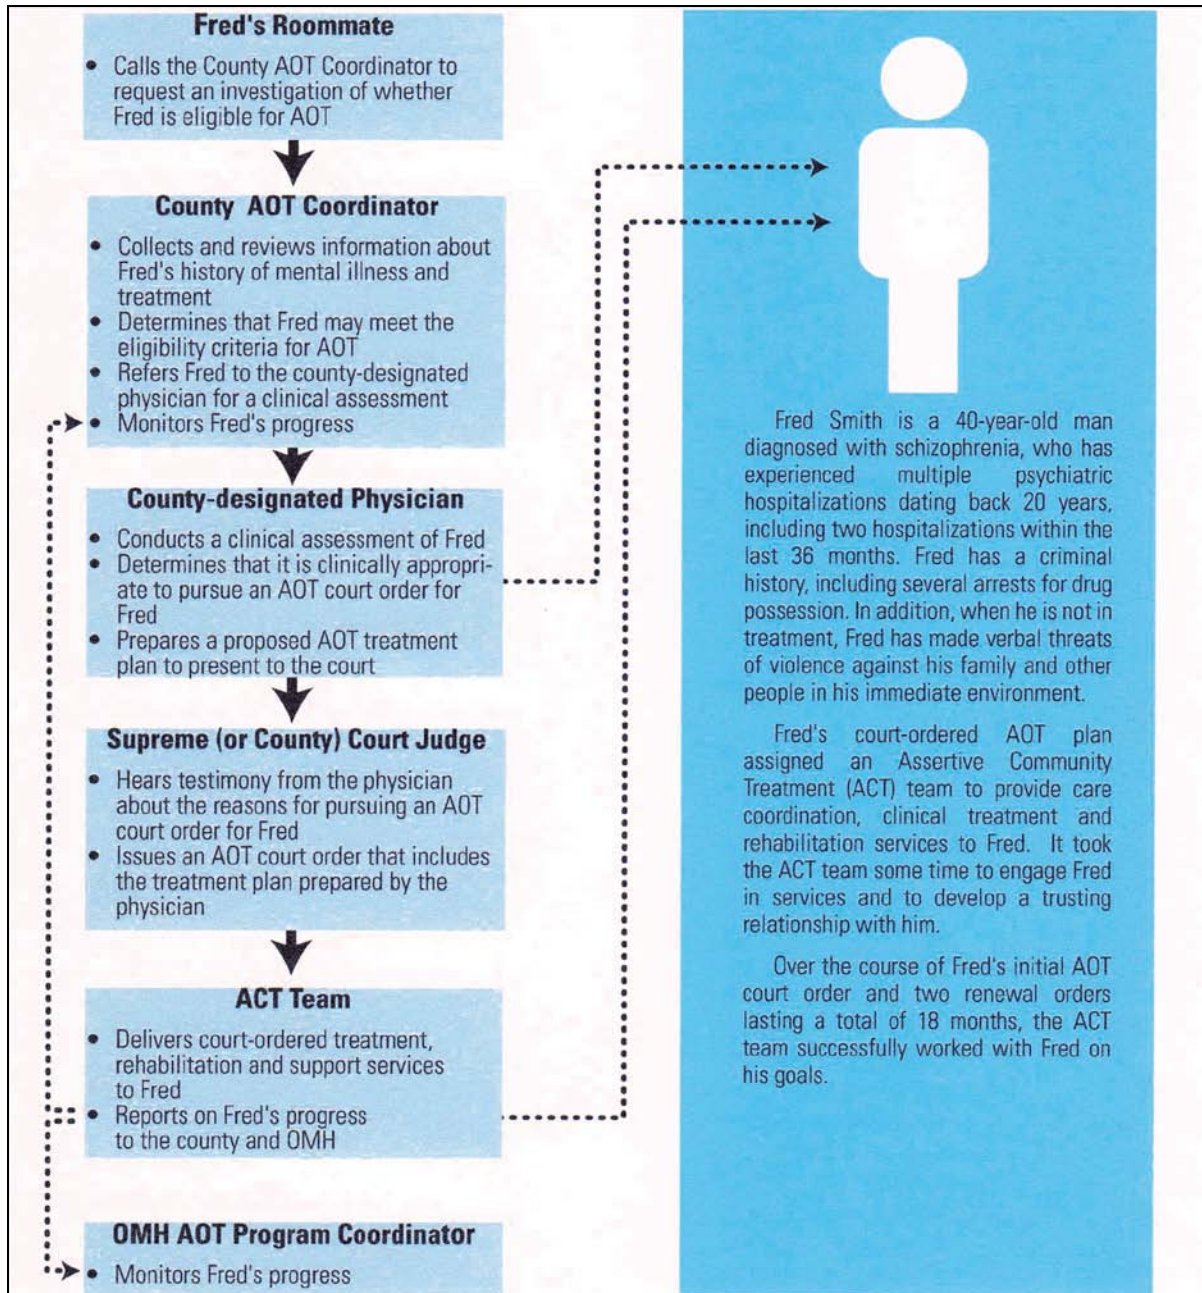 Fred's Roommate
• Calls the County AOT Coordinator to
request an investigation of whether
Fred is eligible for AOT
County AOT Coordinator
• Collects and reviews information about
Fred's history of mental illness and
treatment
• Determines that Fred may meet the
eligibility criteria for AOT
• Refers Fred to the county-designated
physician for a clinical assessment
• Monitors Fred's progress
County-designated Physician
• Conducts a clinical assessment of Fred
• Determines that it is clinically appropri-
ate to pursue an AOT court order for
Fred
• Prepares a proposed AOT treatment
plan to present to the court
Supreme (or County) Court Judge
• Hears testimony from the physician
about the reasons for pursuing an AOT
court order for Fred
• Issues an AOT court order that includes
the treatment plan prepared by the
physician
ACT Team
• Delivers court-ordered treatment,
rehabilitation and support services
to Fred
• Reports on Fred's progress
to the county and OMH
OMH AOT Program Coordinator
• Monitors Fred's progress
Fred Smith is a 40-year-old man
diagnosed with schizophrenia, who has
experienced multiple psychiatric
hospitalizations dating back 20 years,
including two hospitalizations within the
last 36 months. Fred has a criminal
history, including several arrests for drug
possession. In addition, when he is not in
treatment, Fred has made verbal threats
of violence against his family and other
people in his immediate environment.
Fred's court-ordered AOT plan
assigned an Assertive Community
Treatment (ACT) team to provide care
coordination, clinical treatment and
rehabilitation services to Fred. It took
the ACT team some time to engage Fred
in services and to develop a trusting
relationship with him.
Over the course of Fred's initial AOT
court order and two renewal orders
lasting a total of 18 months, the ACT
team successfully worked with Fred on
his goals.